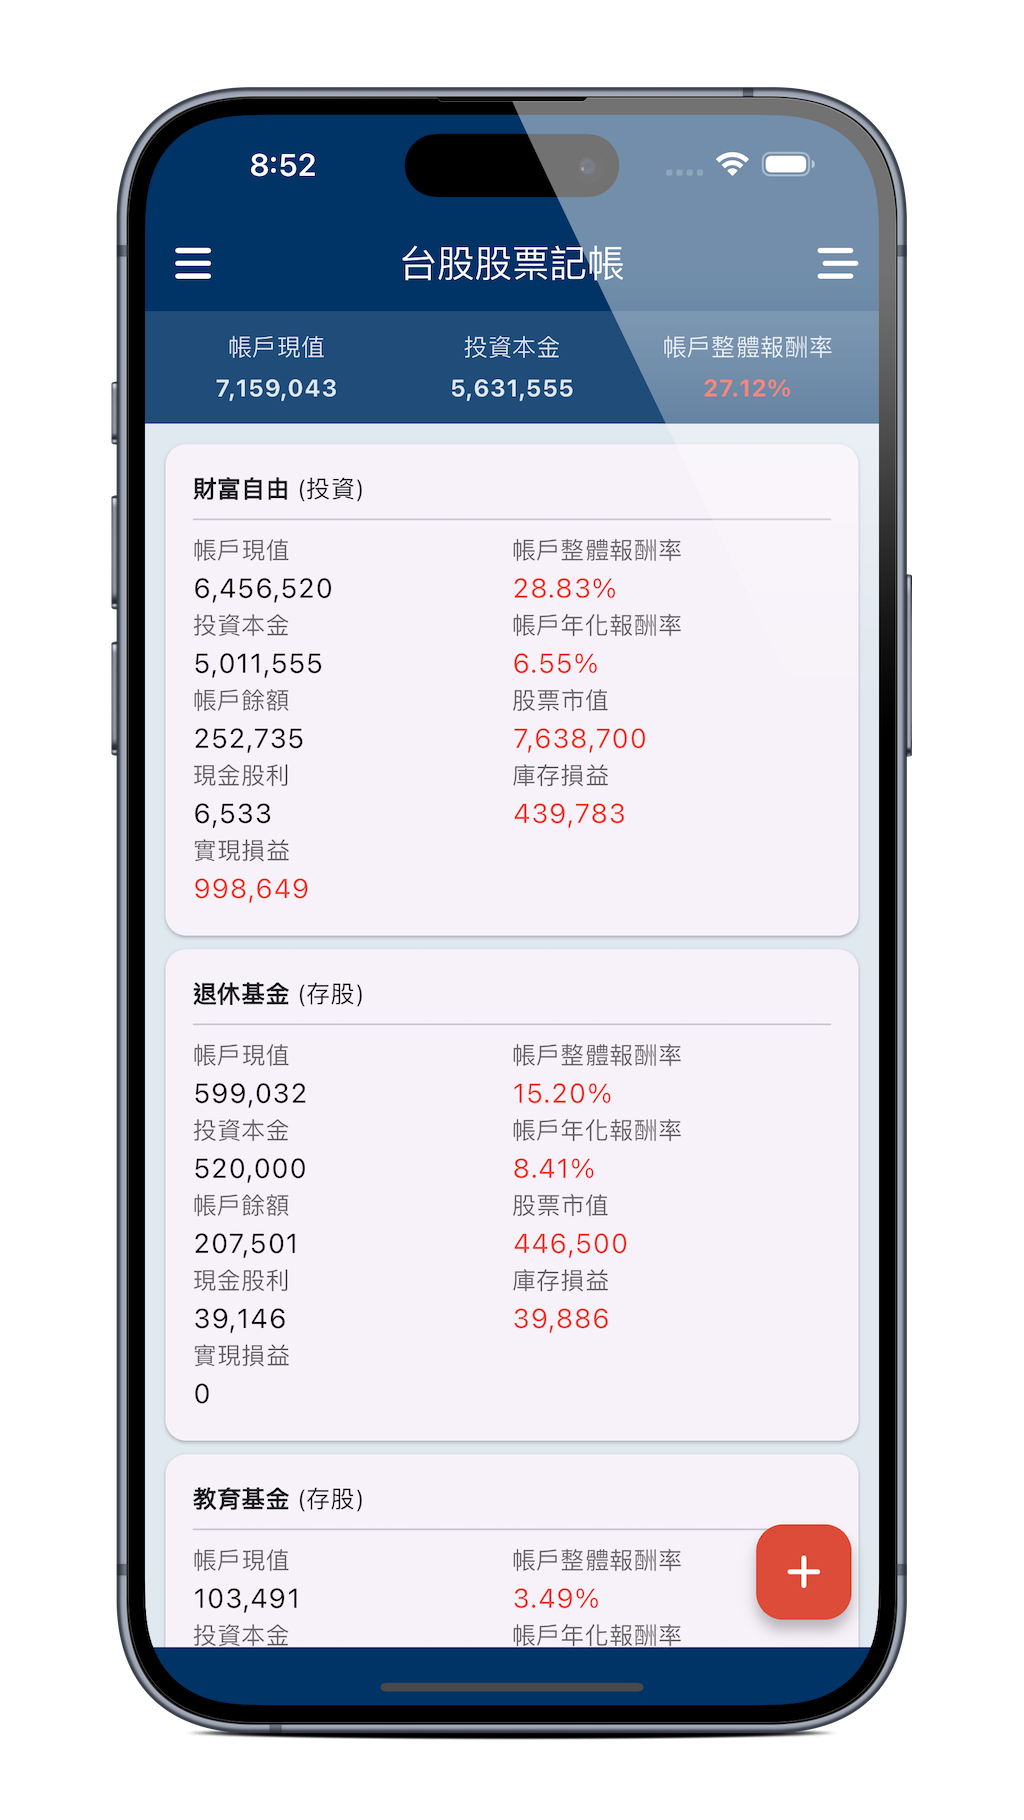 8:52
台股股票記帳
帳戶現值 投資本金 帳戶整體報酬率
7,159,043 5,631,555 27.12%
財富自由 (投資)
帳戶現值 帳戶整體報酬率
6,456,520 28.83%
投資本金 帳戶年化報酬率
5,011,555 6.55%
帳戶餘額 股票市值
252,735 7,638,700
現金股利 庫存損益
6,533 439,783
實現損益
998,649
退休基金 (存股)
帳戶現值 帳戶整體報酬率
599,032 15.20%
投資本金 帳戶年化報酬率
520,000 8.41%
帳戶餘額 股票市值
207,501 446,500
現金股利 庫存損益
39,146 39,886
實現損益
0
教育基金 (存股)
帳戶現值 帳戶整體報酬率
103,491 3.49%
投資本金 帳戶年化報酬率